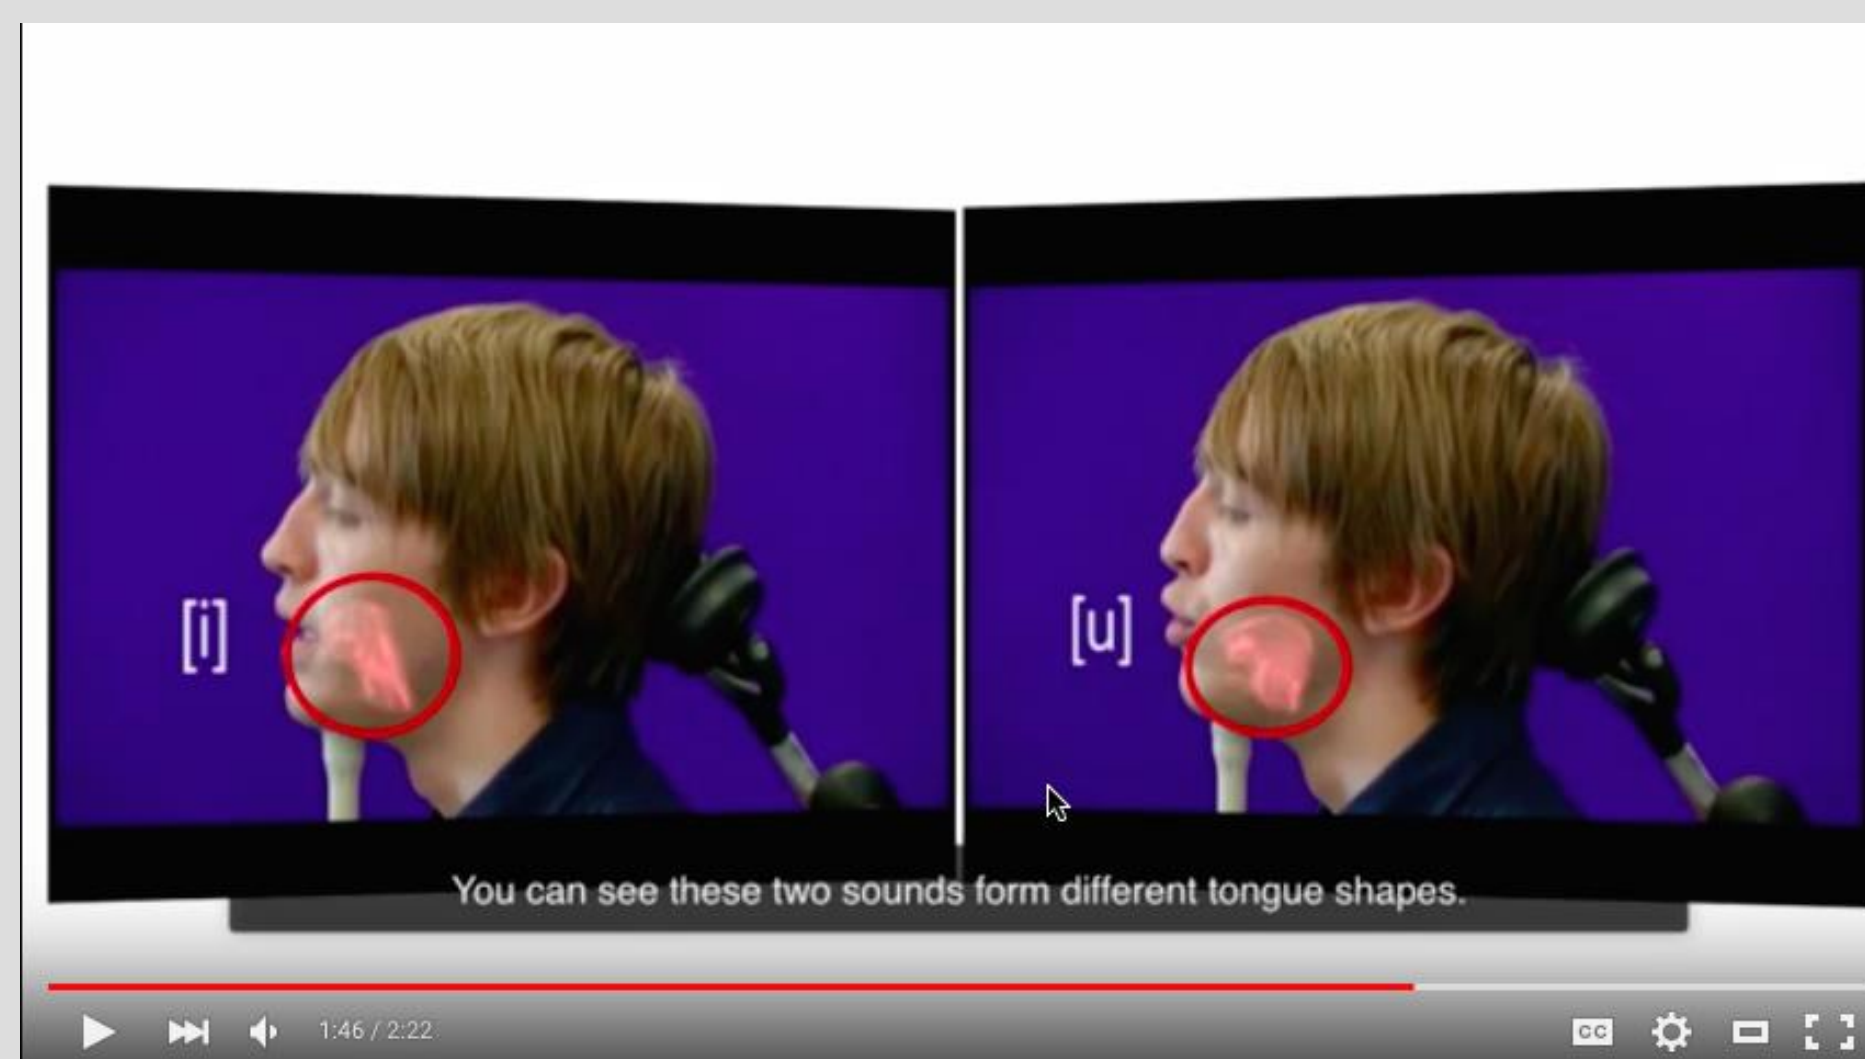 [i]
[u]
You can see these two sounds form different tongue shapes.
1:46 / 2:22
CC